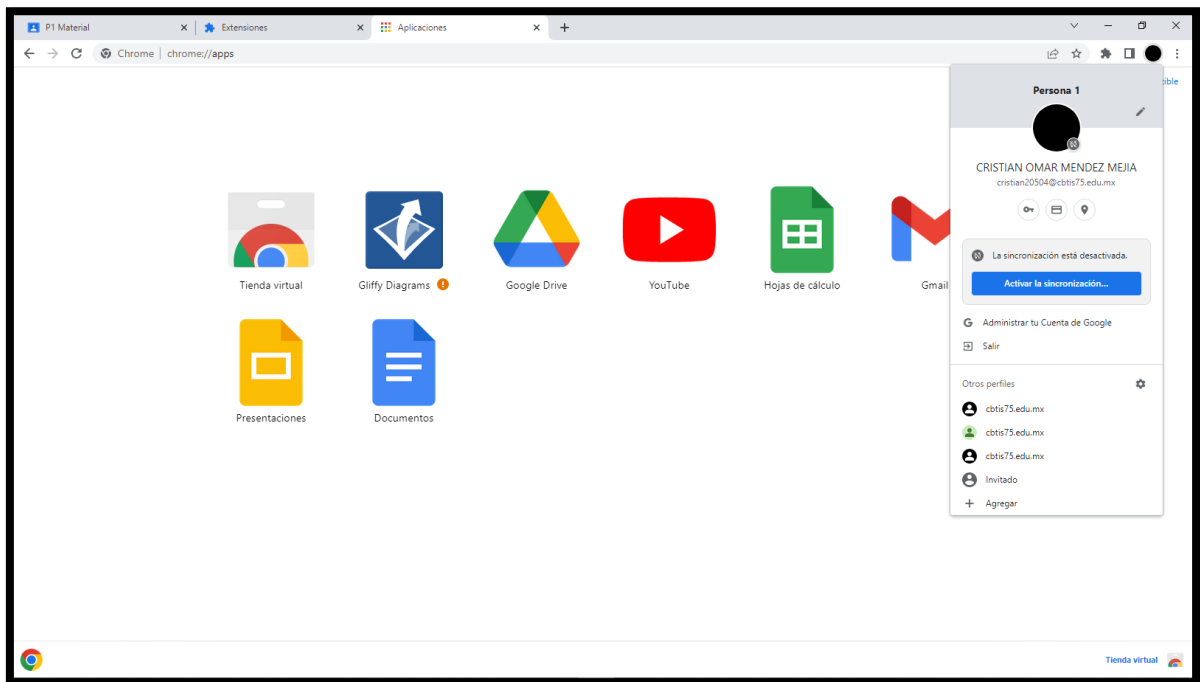 P1 Material
Extensiones
Aplicaciones
Chrome | chrome://apps
ible
Persona 1
CRISTIAN OMAR MENDEZ MEJIA
cristian20504@cbtis75.edu.mx
La sincronización está desactivada.
Activar la sincronización...
Administrar tu Cuenta de Google
Salir
Otros perfiles
cbtis75.edu.mx
cbtis75.edu.mx
cbtis75.edu.mx
Invitado
Agregar
Tienda virtual
Gliffy Diagrams
Google Drive
YouTube
Hojas de cálculo
Gmail
Presentaciones
Documentos
Tienda virtual